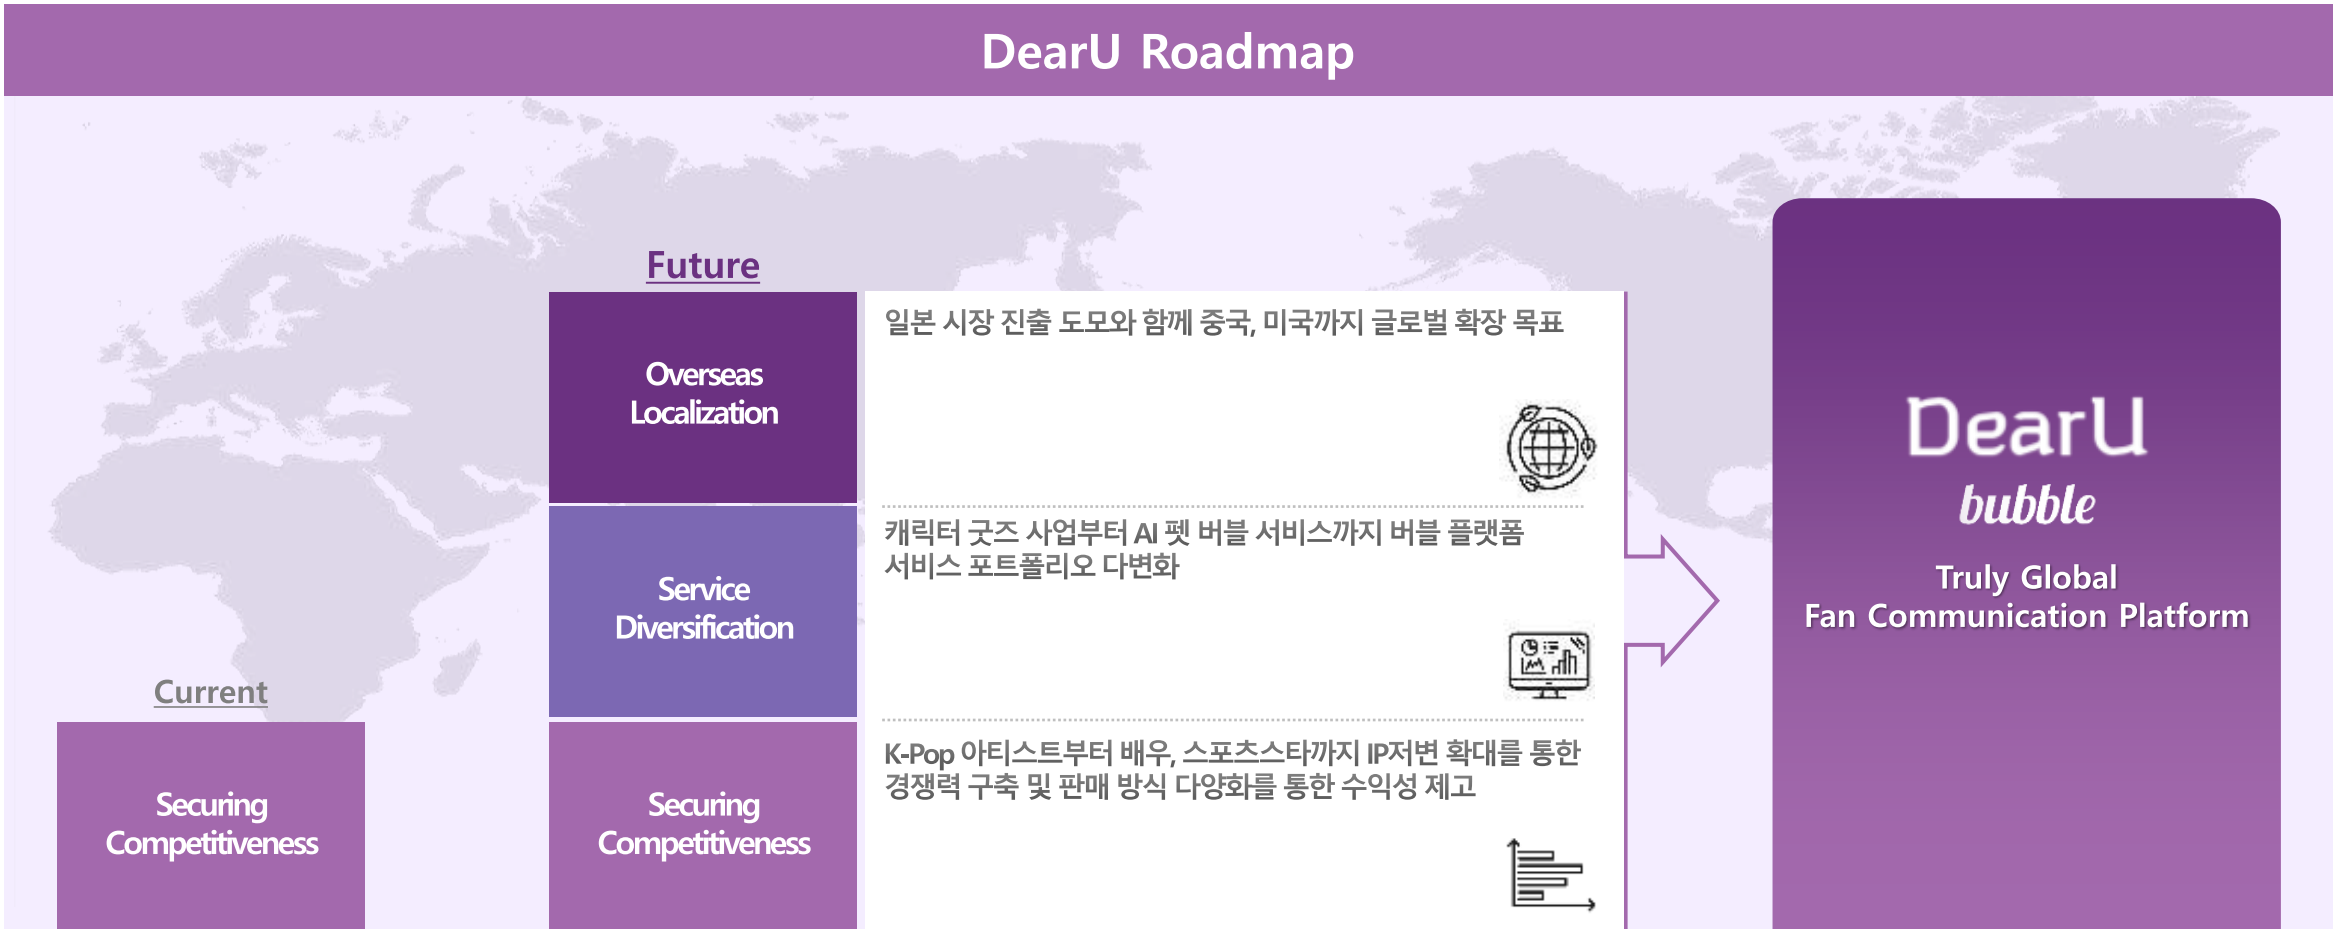 DearU Roadmap
Future
Overseas
Localization
일본 시장 진출 도모와 함께 중국, 미국까지 글로벌 확장 목표
Service
Diversification
캐릭터 굿즈 사업부터 AI 펫 버블 서비스까지 버블 플랫폼
서비스 포트폴리오 다변화
Current
Securing
Competitiveness
Securing
Competitiveness
K-Pop 아티스트부터 배우, 스포츠스타까지 IP저변 확대를 통한
경쟁력 구축 및 판매 방식 다양화를 통한 수익성 제고
DearU
bubble
Truly Global
Fan Communication Platform